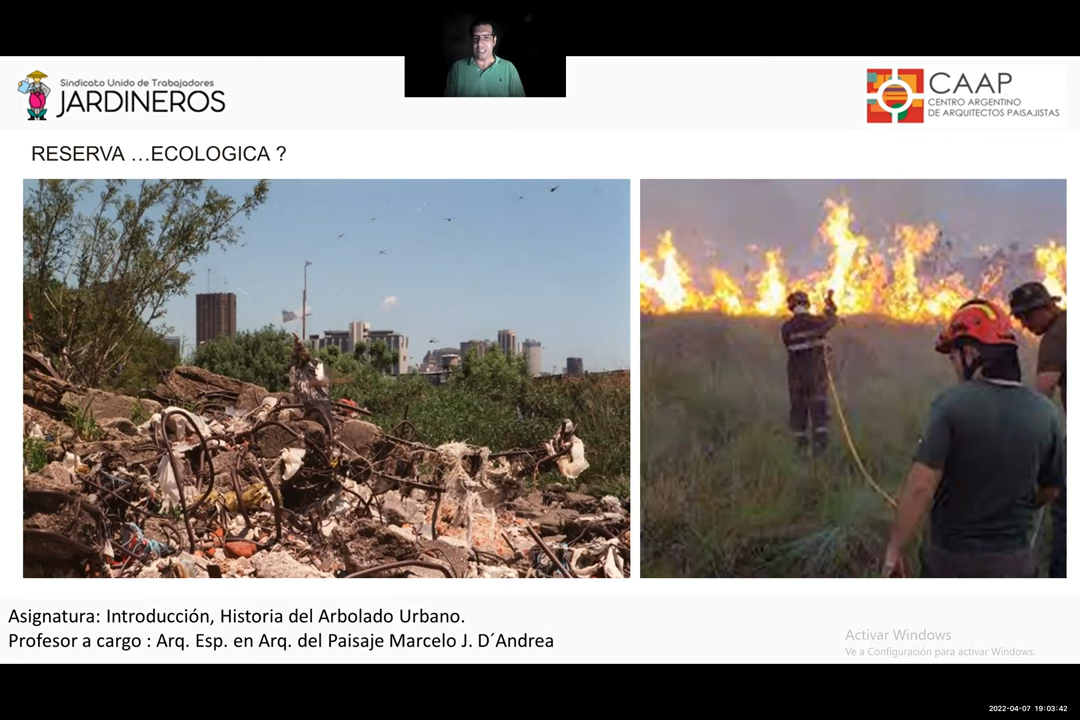 Sindicato Unido de Trabajadores
JARDINEROS
CAAP
CENTRO ARGENTINO
DE ARQUITECTOS PAISAJISTAS
RESERVA ...ECOLOGICA ?
Asignatura: Introducción, Historia del Arbolado Urbano.
Profesor a cargo : Arq. Esp. en Arq. del Paisaje Marcelo J. D´Andrea
Activar Windows
Ve a Configuración para activar Windows.
2022-04-07 19:03:42